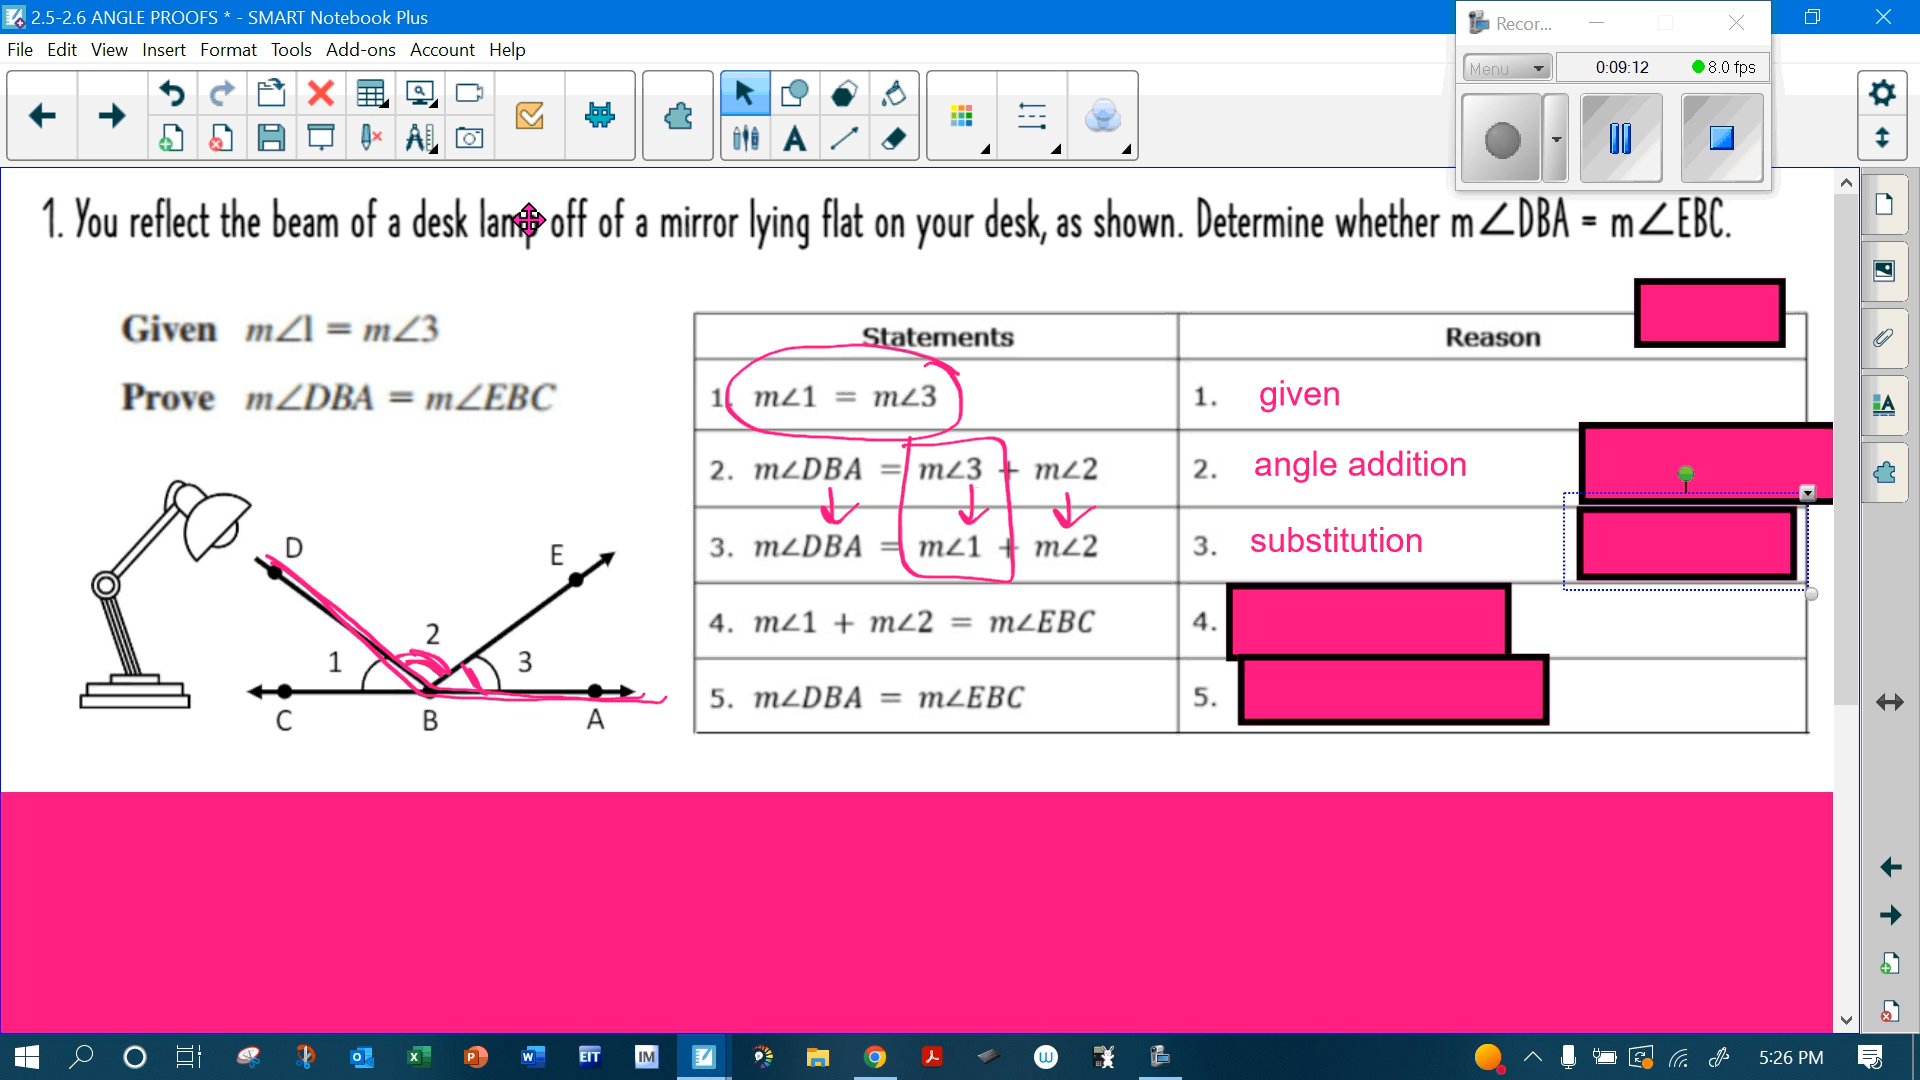 2.5-2.6 ANGLE PROOFS * - SMART Notebook Plus
Recor...
File Edit View Insert Format Tools Add-ons Account Help
Menu
0:09:12
8.0 fps
1. You reflect the beam of a desk lamp off of a mirror lying flat on your desk, as shown. Determine whether m∠DBA = m∠EBC.
Given m∠1 = m∠3
Prove m∠DBA = m∠EBC
Statements Reason
1. m∠1 = m∠3 1. given
2. m∠DBA = m∠3 + m∠2 2. angle addition
3. m∠DBA = m∠1 + m∠2 3. substitution
4. m∠1 + m∠2 = m∠EBC 4.
5. m∠DBA = m∠EBC 5.
D
E
2
1
3
C
B
A
EIT
IM
5:26 PM